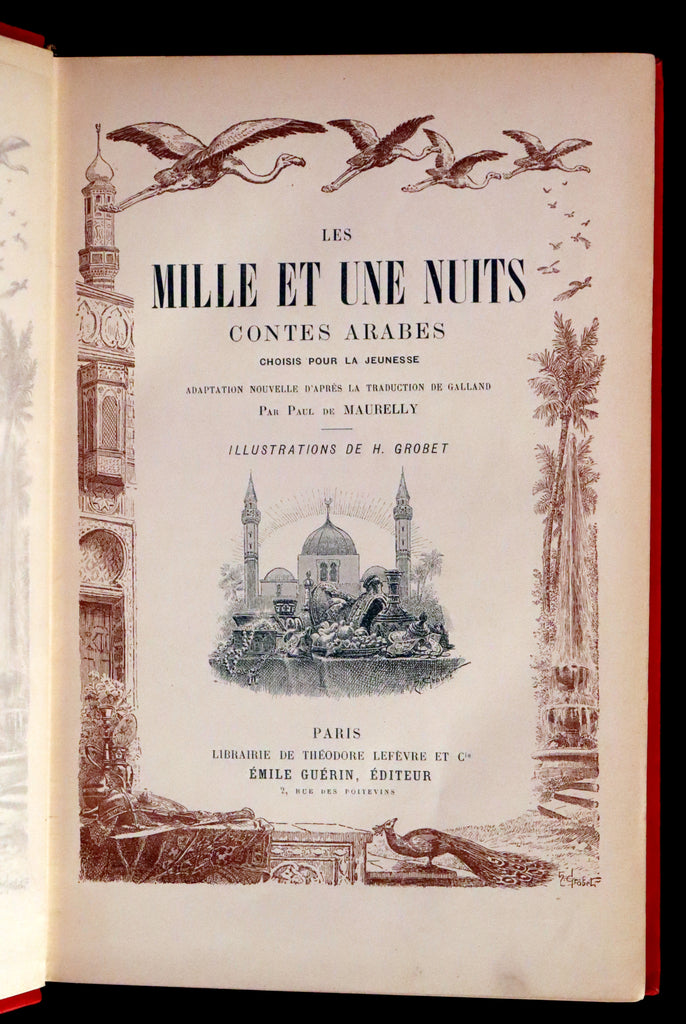 LES
MILLE ET UNE NUITS
CONTES ARABES
CHOISIS POUR LA JEUNESSE
ADAPTATION NOUVELLE D'APRÈS LA TRADUCTION DE GALLAND
PAR PAUL DE MAURELLY
ILLUSTRATIONS DE H. GROBET
H. Grobet
PARIS
LIBRAIRIE DE THÉODORE LEFÈVRE ET Cie
ÉMILE GUÉRIN, ÉDITEUR
2, RUE DES POITEVINS
H. Grobet